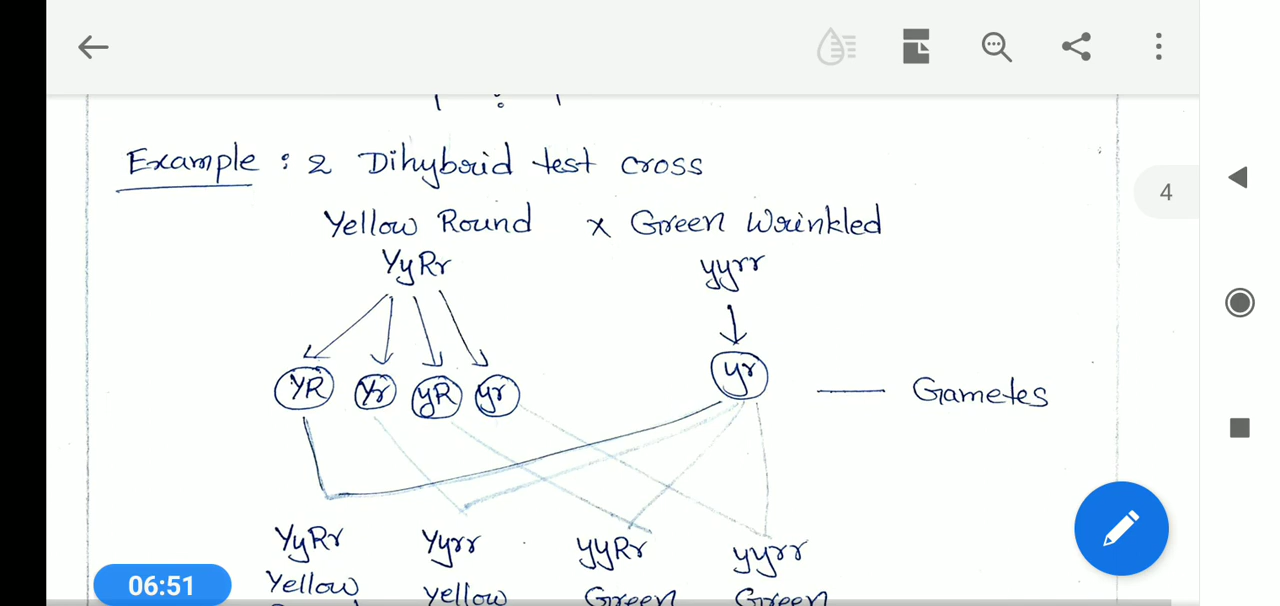 4
Example : 2 Dihybrid test cross
Yellow Round x Green Wrinkled
YyRr yyrr
YR Yr yR yr yr Gametes
YyRr Yyrr yyRr yyrr
Yellow Yellow Green Green
06:51